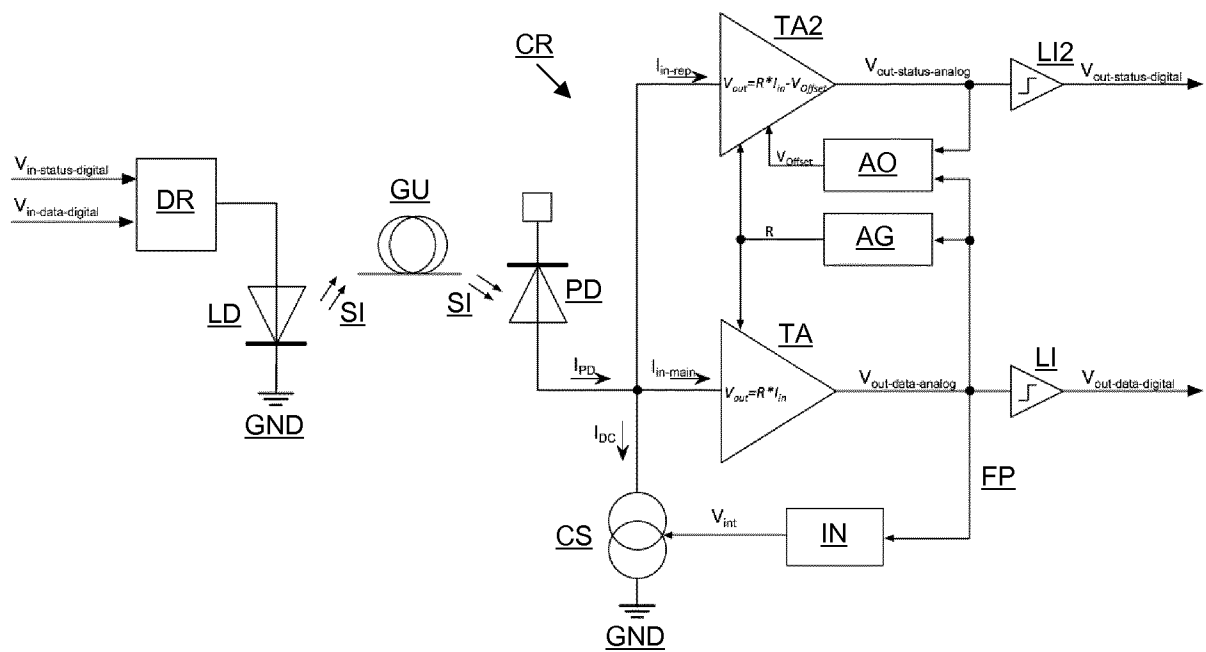 TA2
CR
LI2
I_in-rep
V_out=R*I_in-V_Offset
V_out-status-analog
V_out-status-digital
V_in-status-digital
DR
V_in-data-digital
GU
V_Offset
AO
R
AG
LD
SI
SI
PD
TA
LI
I_PD
I_in-main
V_out=R*I_in
V_out-data-analog
V_out-data-digital
GND
I_DC
FP
CS
V_int
IN
GND